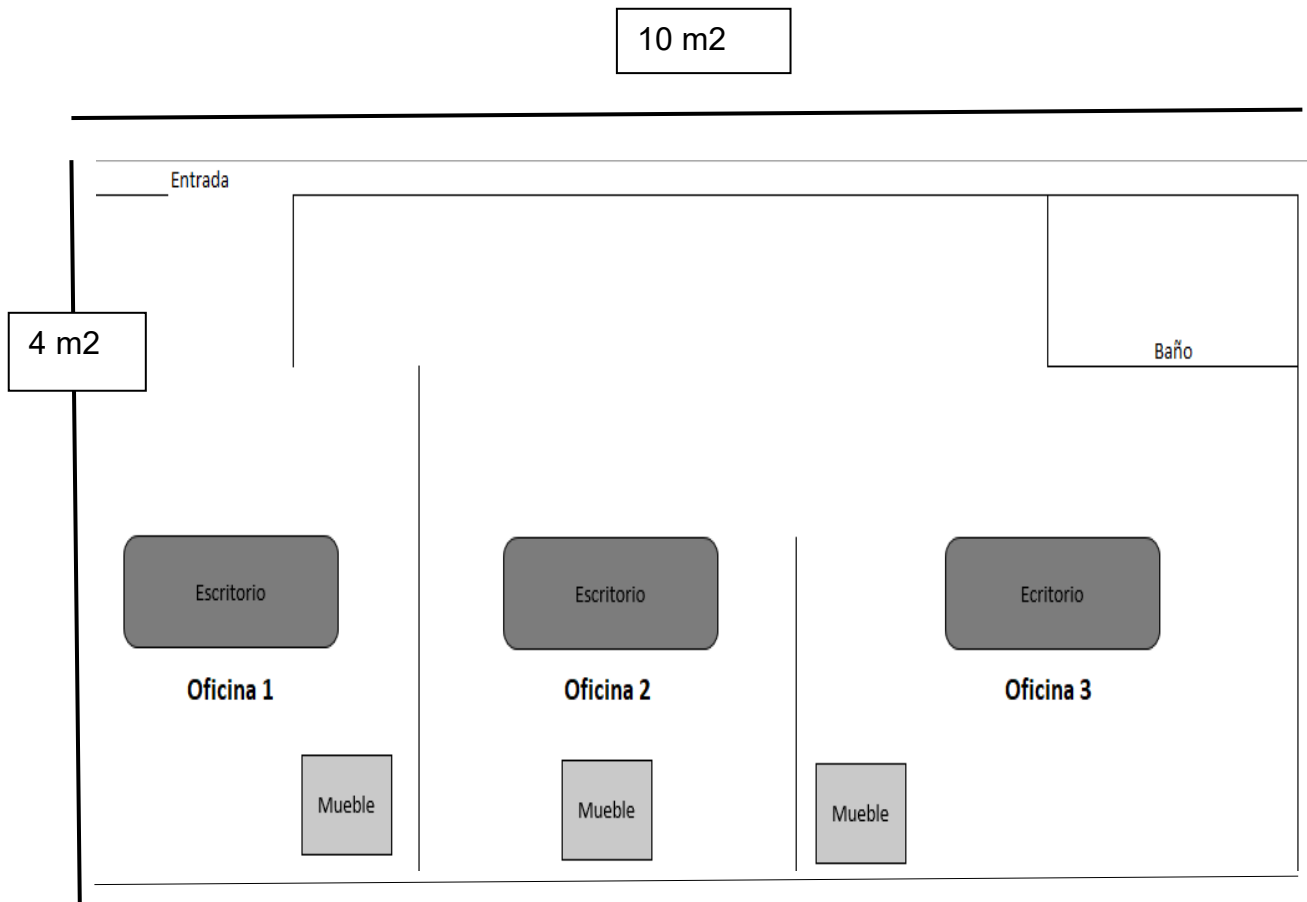 10 m2
Entrada
4 m2
Baño
Escritorio
Escritorio
Ecritorio
Oficina 1
Oficina 2
Oficina 3
Mueble
Mueble
Mueble